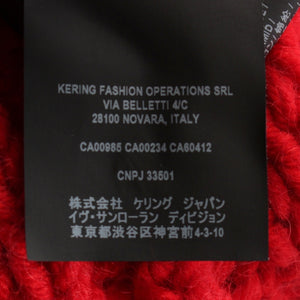 KERING FASHION OPERATIONS SRL
VIA BELLETTI 4/C
28100 NOVARA, ITALY
CA00985 CA00234 CA60412
CNPJ 33501
株式会社 ケリング ジャパン
イヴ・サンローラン ディビジョン
東京都渋谷区神宮前4-3-10